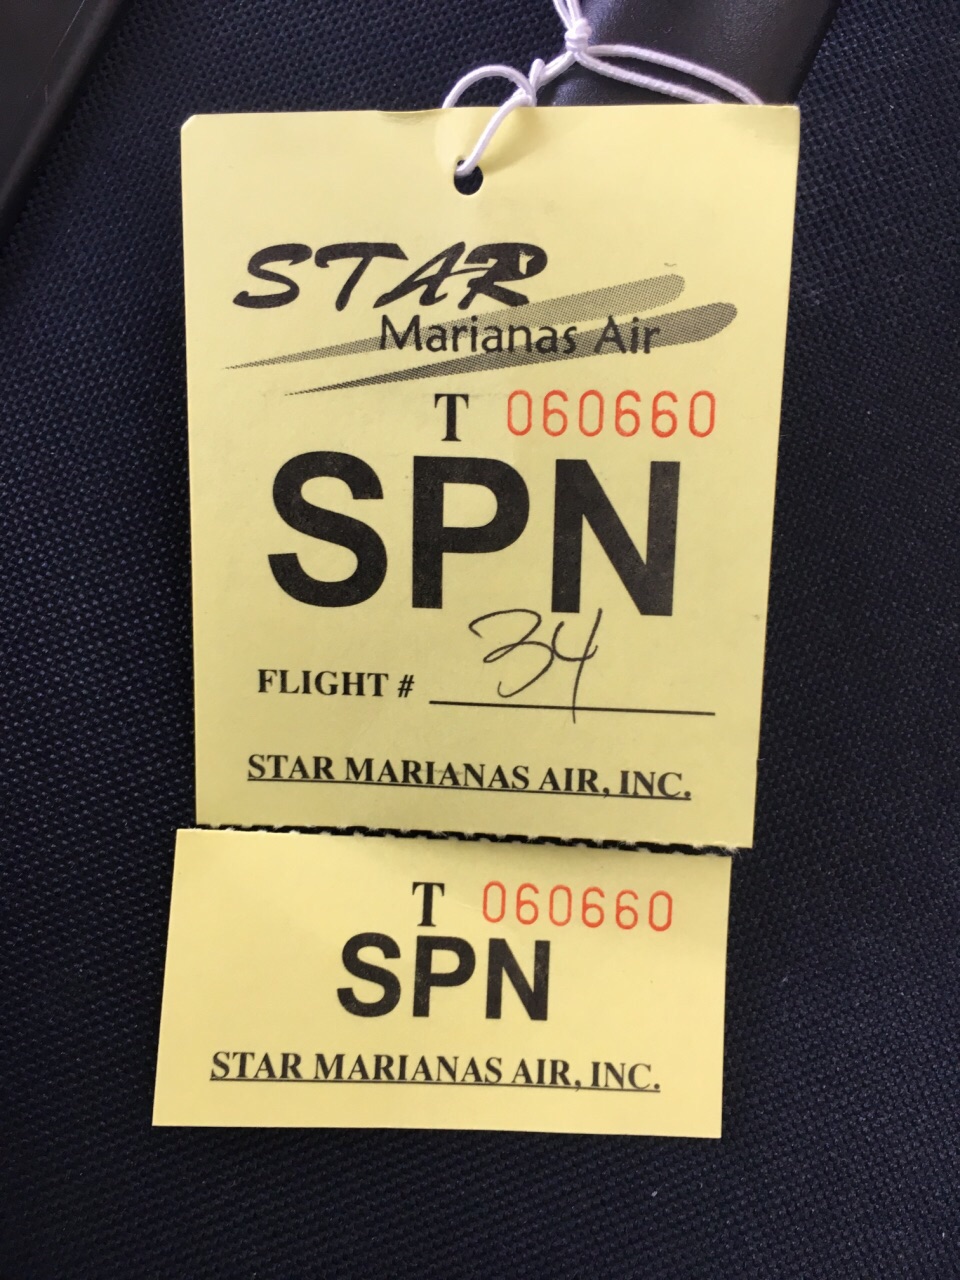 STAR
Marianas Air
T 060660
SPN
FLIGHT # 34
STAR MARIANAS AIR, INC.
T 060660
SPN
STAR MARIANAS AIR, INC.